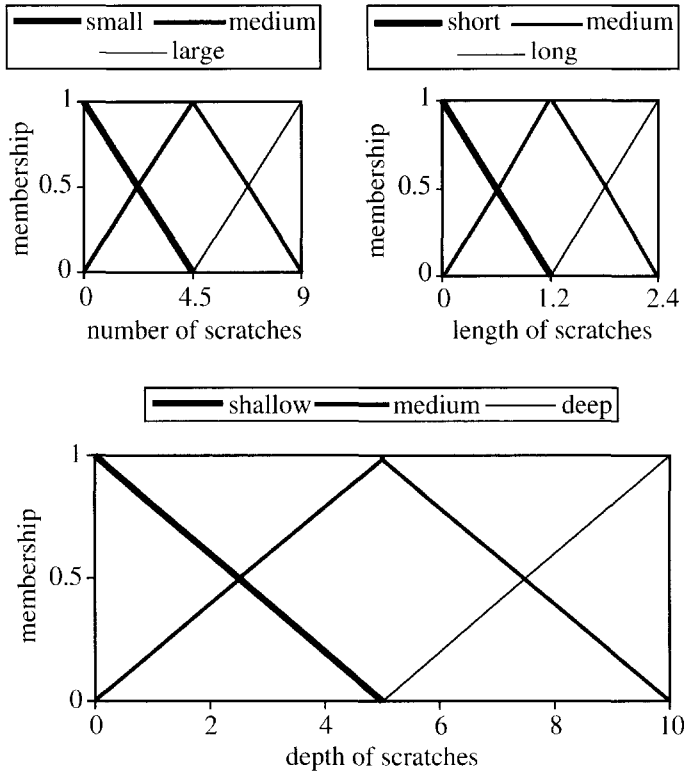 small medium
large
membership
1
0.5
0
0 4.5 9
number of scratches
short medium
long
membership
1
0.5
0
0 1.2 2.4
length of scratches
shallow medium deep
membership
1
0.5
0
0 2 4 6 8 10
depth of scratches